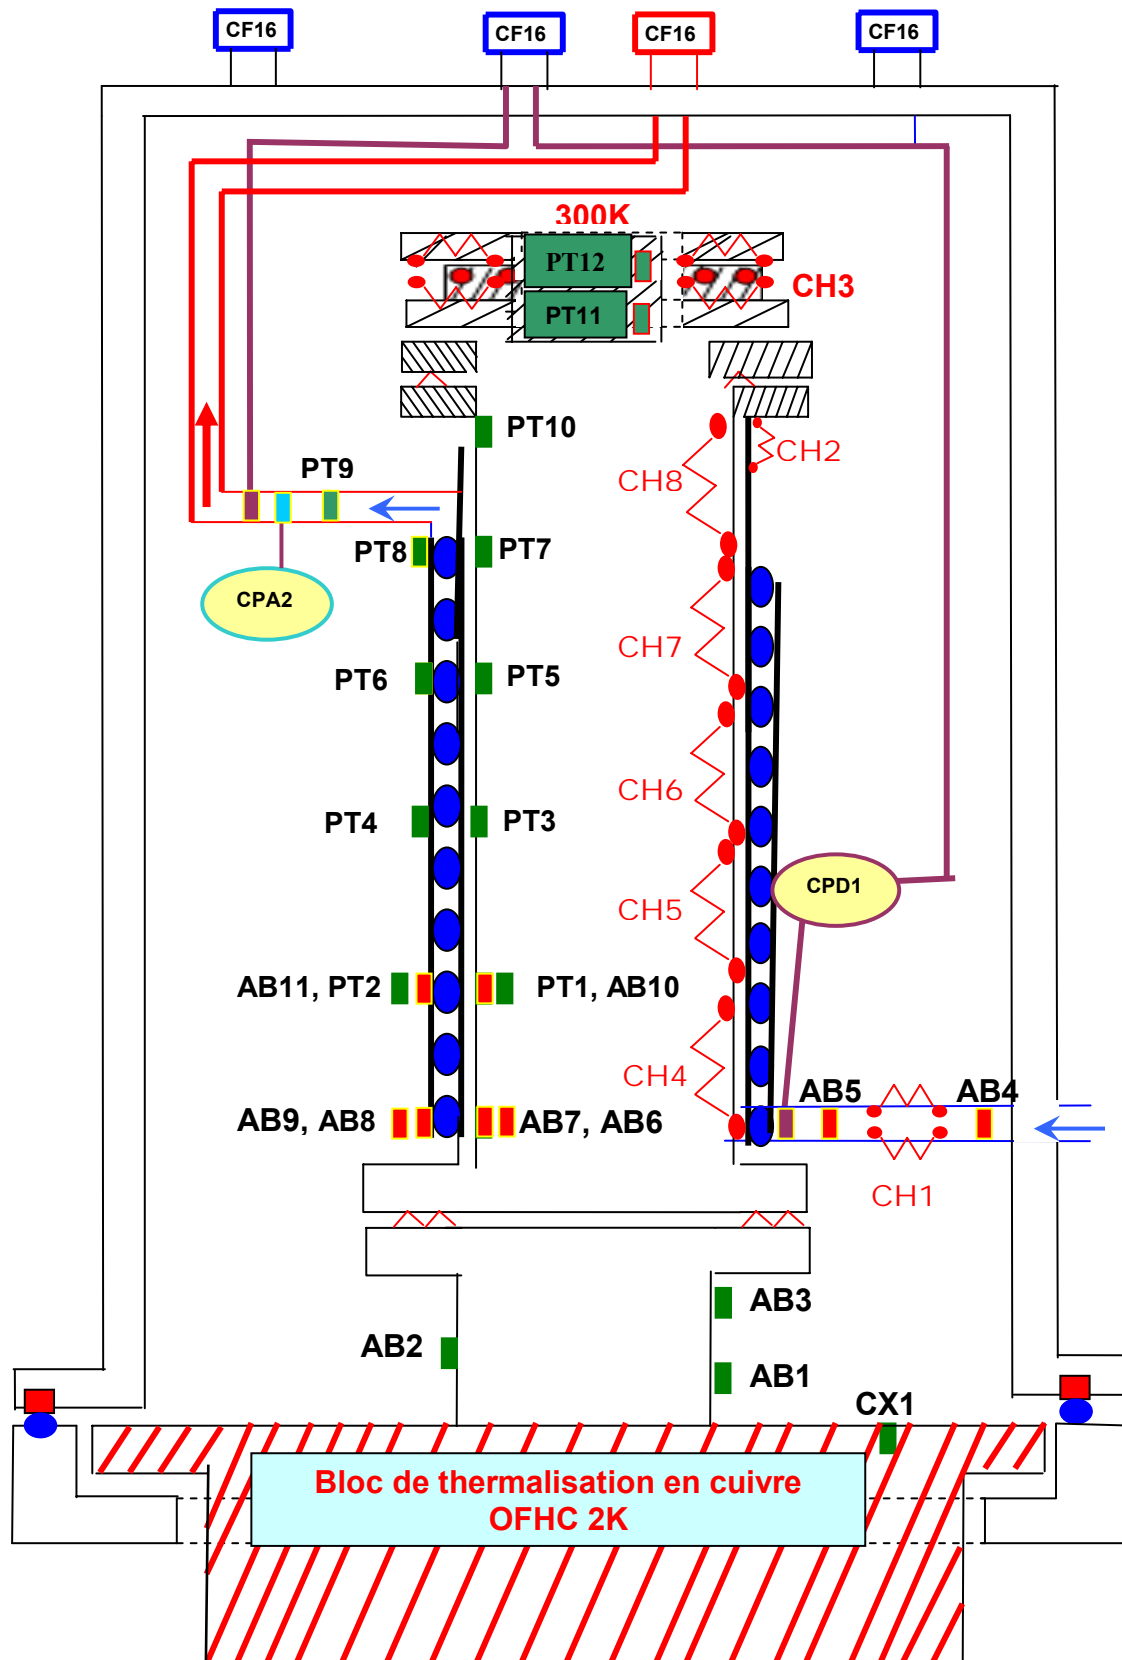 CF16
CF16
CF16
CF16
300K
PT12
CH3
PT11
PT10
CH2
CH8
PT9
PT8
PT7
CPA2
CH7
PT6
PT5
CH6
PT4
PT3
CPD1
CH5
AB11, PT2
PT1, AB10
CH4
AB5
AB4
AB9, AB8
AB7, AB6
CH1
AB3
AB2
AB1
CX1
Bloc de thermalisation en cuivre
OFHC 2K